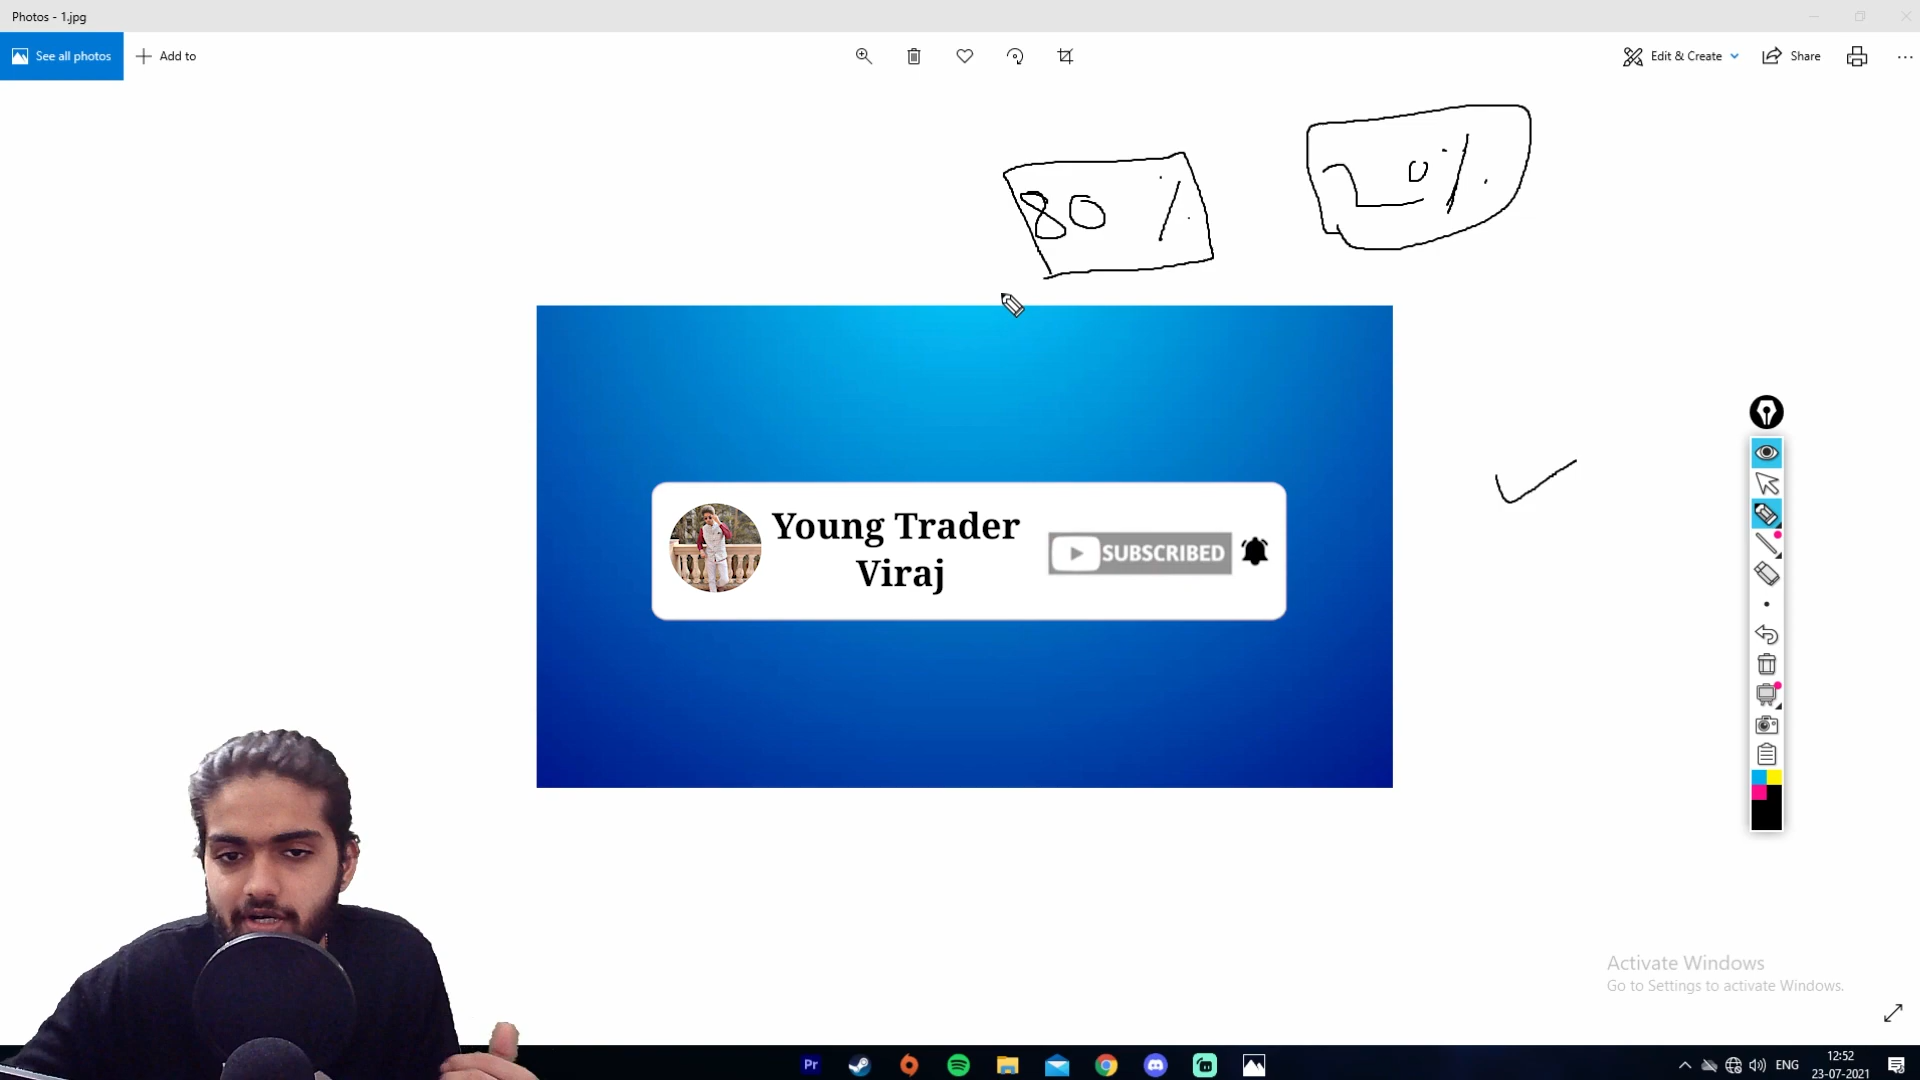 Photos - 1.jpg
See all photos
Add to
Edit & Create
Share
80 %
20 %
Young Trader
Viraj
SUBSCRIBED
Activate Windows
Go to Settings to activate Windows.
Pr
ENG
12:52
23-07-2021